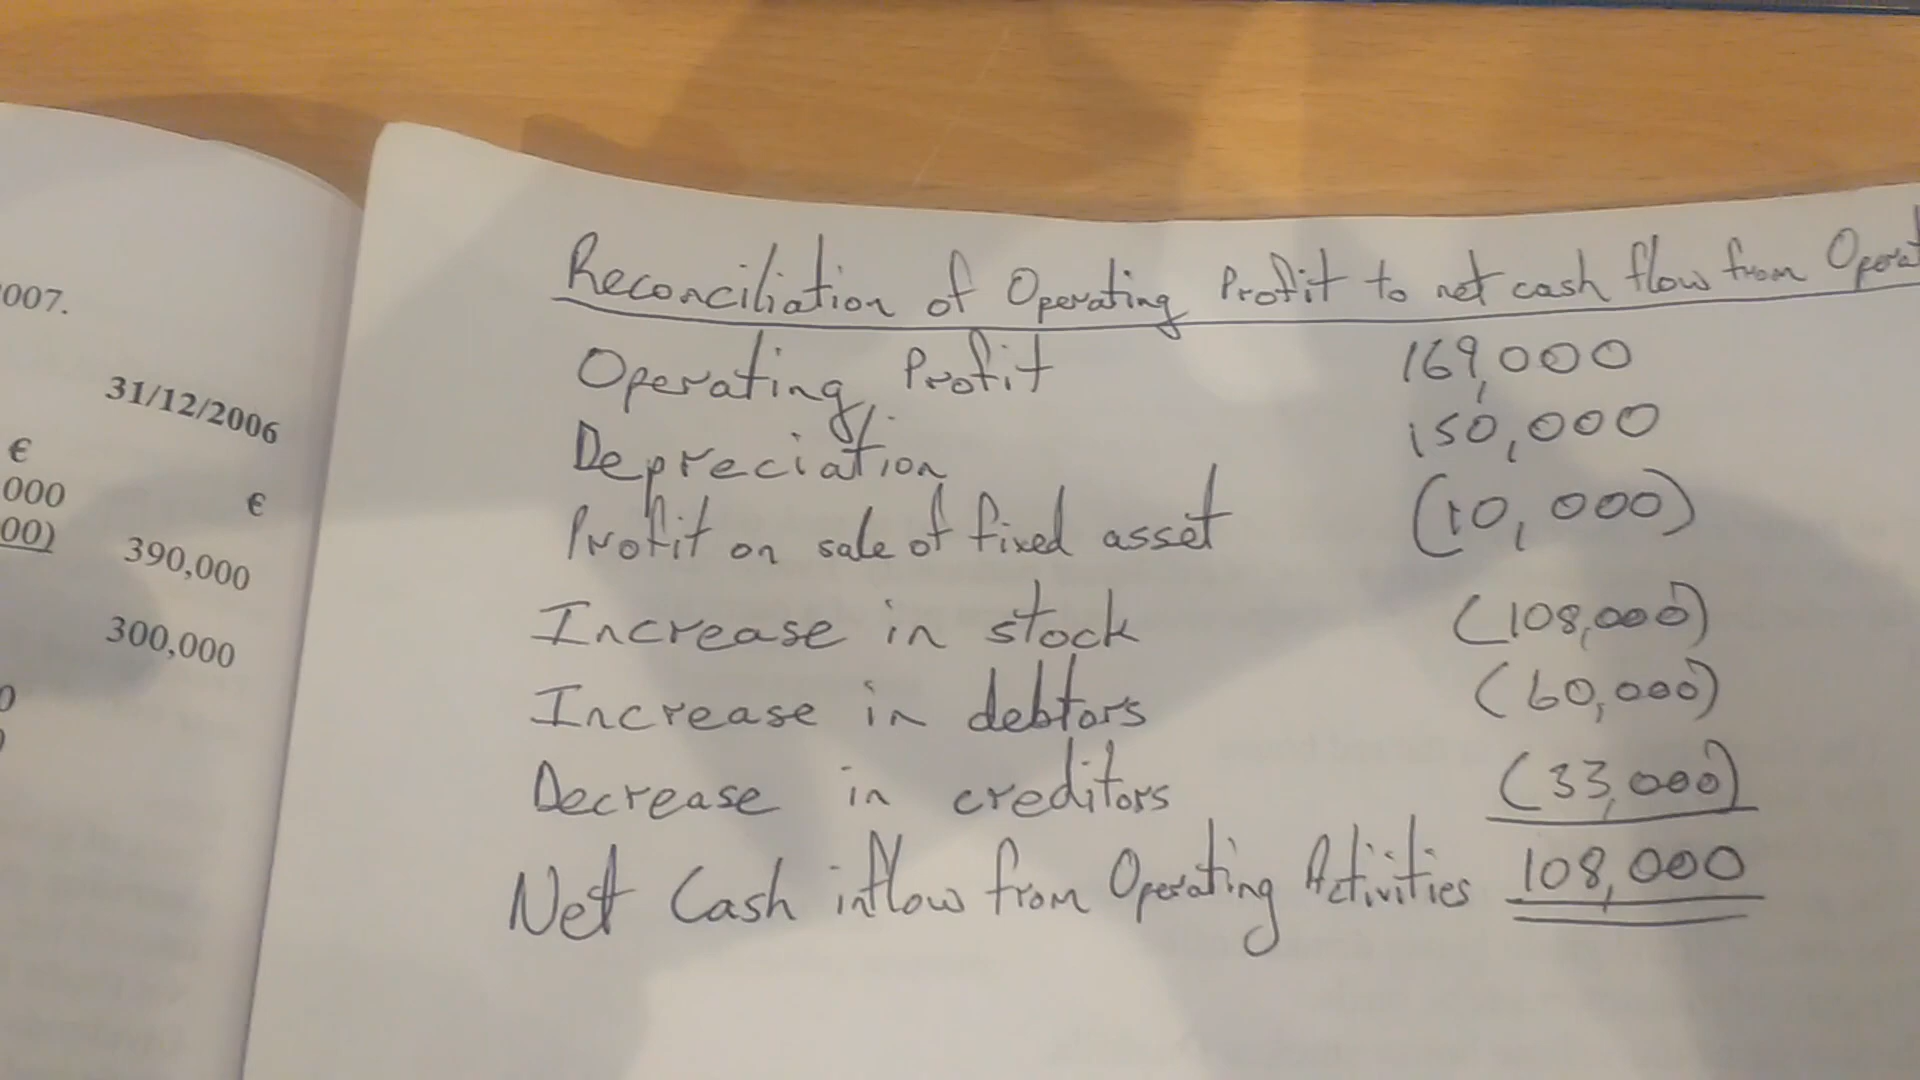 007.
31/12/2006
€
€
000
00)
390,000
300,000
0
Reconciliation of Operating Profit to net cash flow from Operat
Operating Profit 169,000
Depreciation 150,000
Profit on sale of fixed asset (10,000)
Increase in stock (108,000)
Increase in debtors (60,000)
Decrease in creditors (33,000)
Net Cash inflow from Operating Activities 108,000